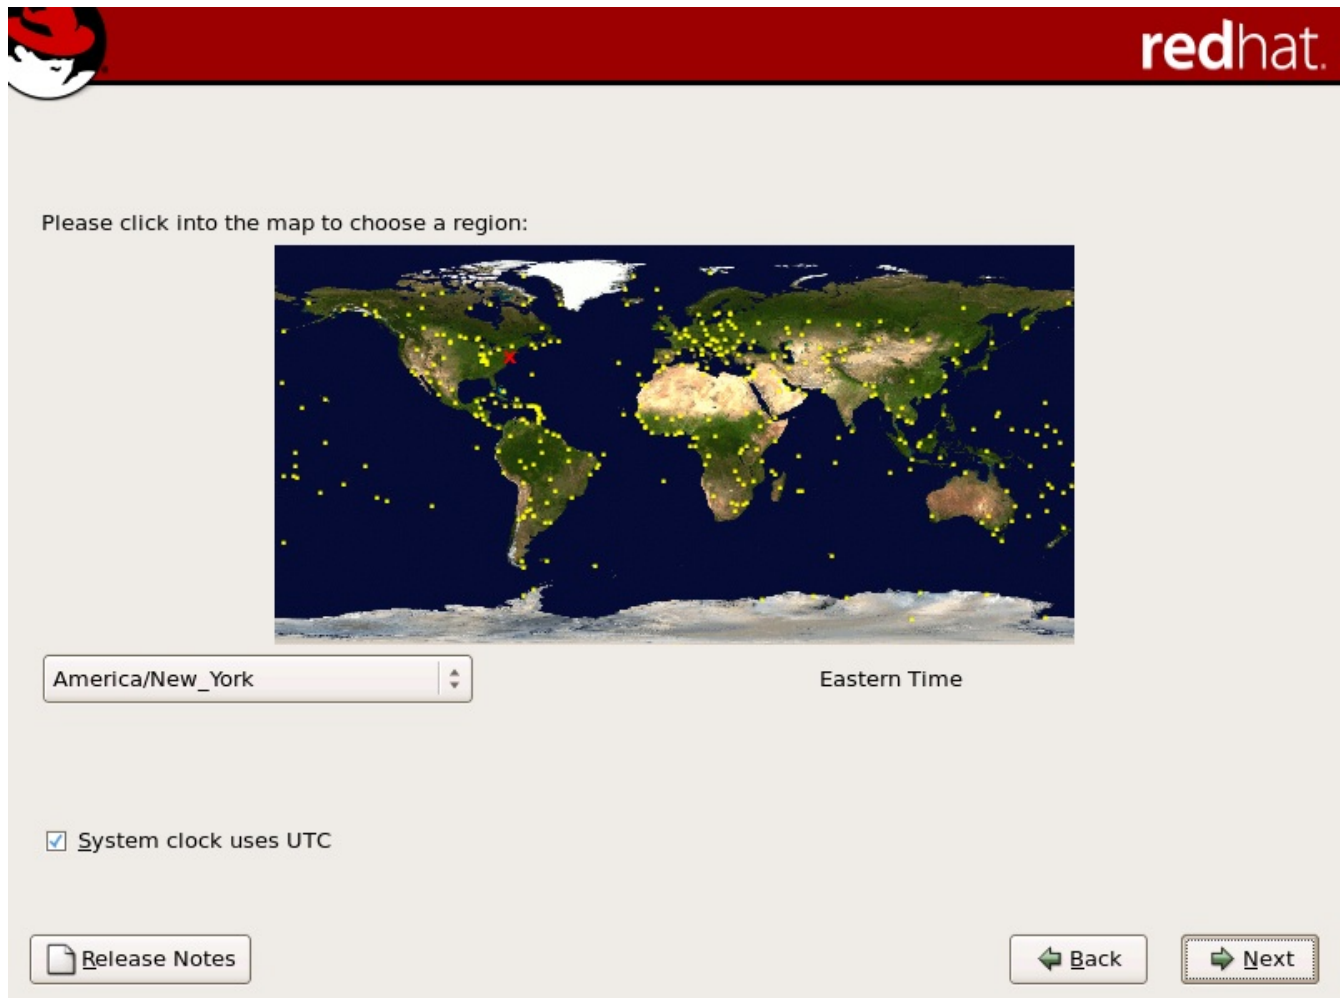 redhat.
Please click into the map to choose a region:
America/New_York
Eastern Time
System clock uses UTC
Release Notes
Back
Next